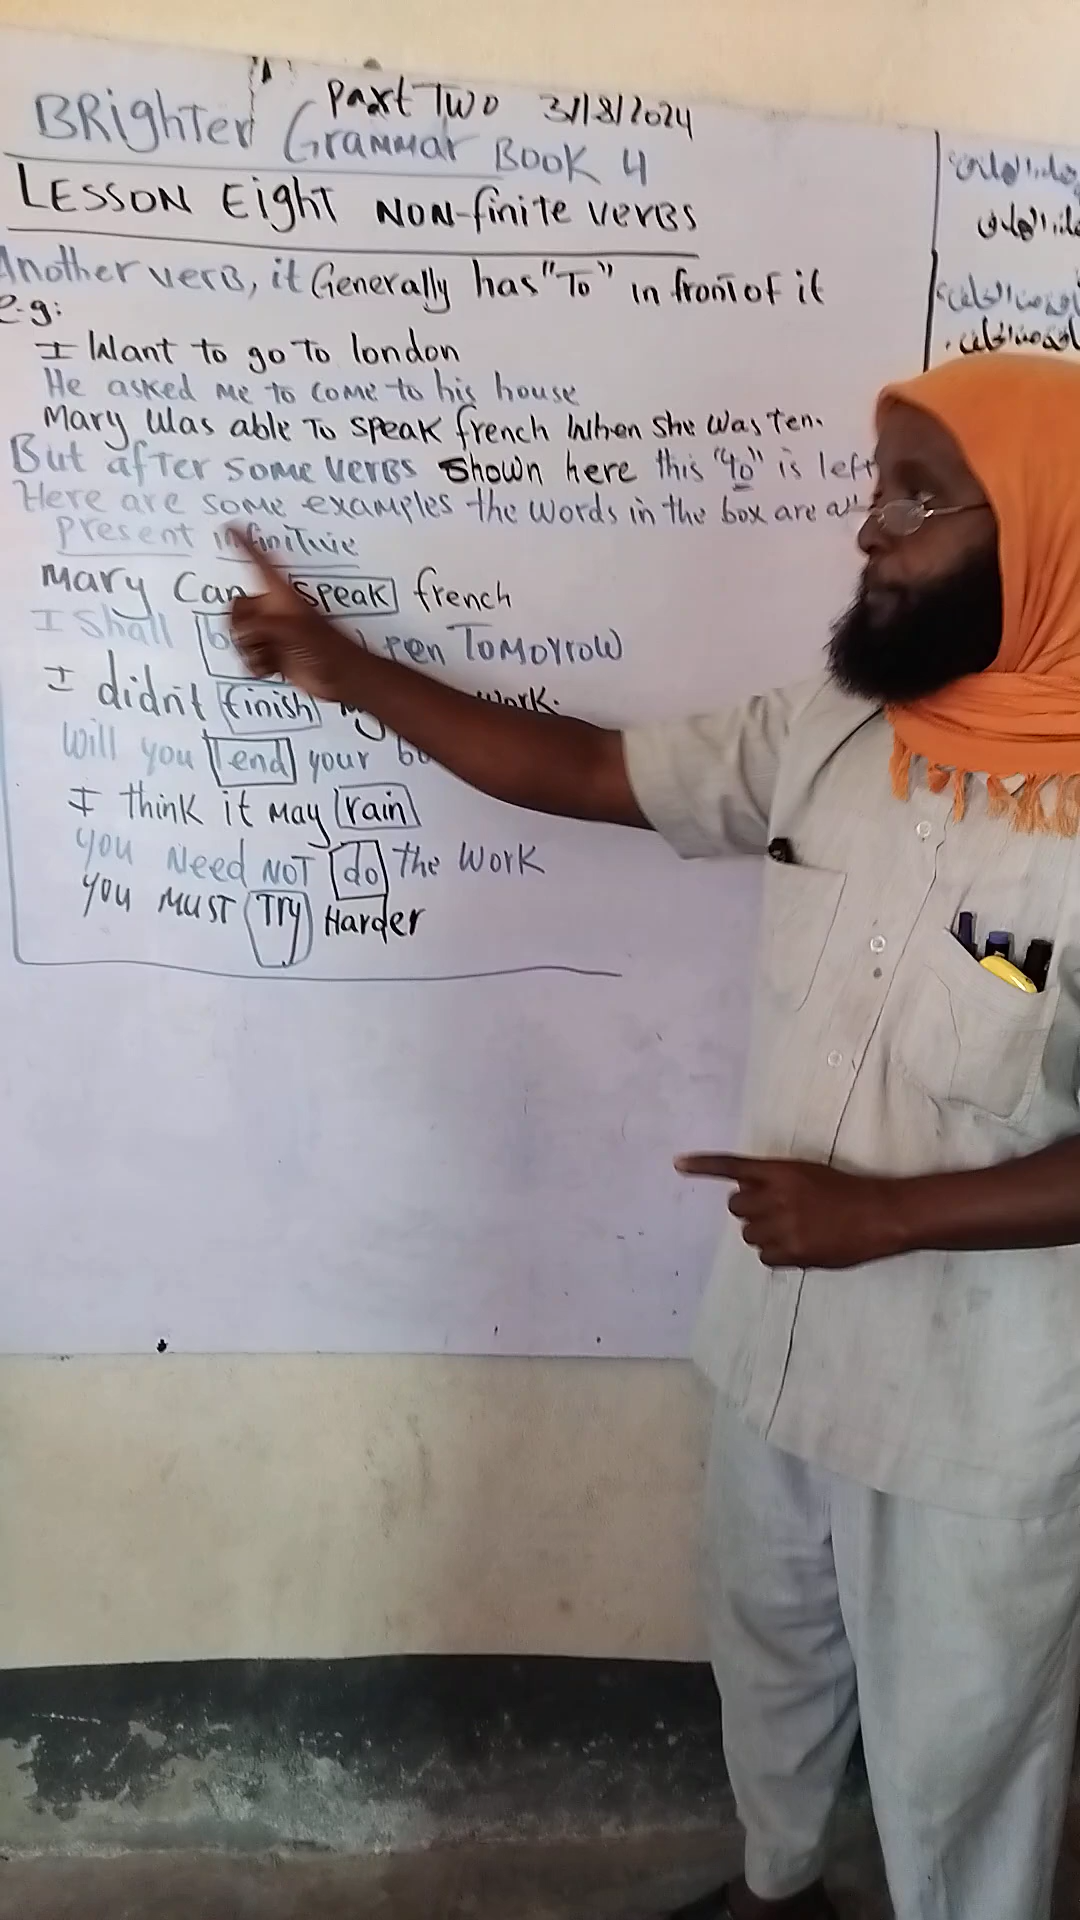 Part Two 31/8/2024
BRighter Grammar Book 4
LESSON Eight NON-finite verBs
Another verB, it Generally has "To" in front of it
e.g:
I Want to go To london
He asked me to come to his house
Mary Was able To speak french When she was ten.
But after some verBs shown here this "to" is left
Here are some examples the words in the box are all
present infinitive
Mary Can speak french
I Shall Tomorrow
I didn't finish work.
Will you lend your
I think it may rain
you Need NOT do the Work
you MUST Try Harder